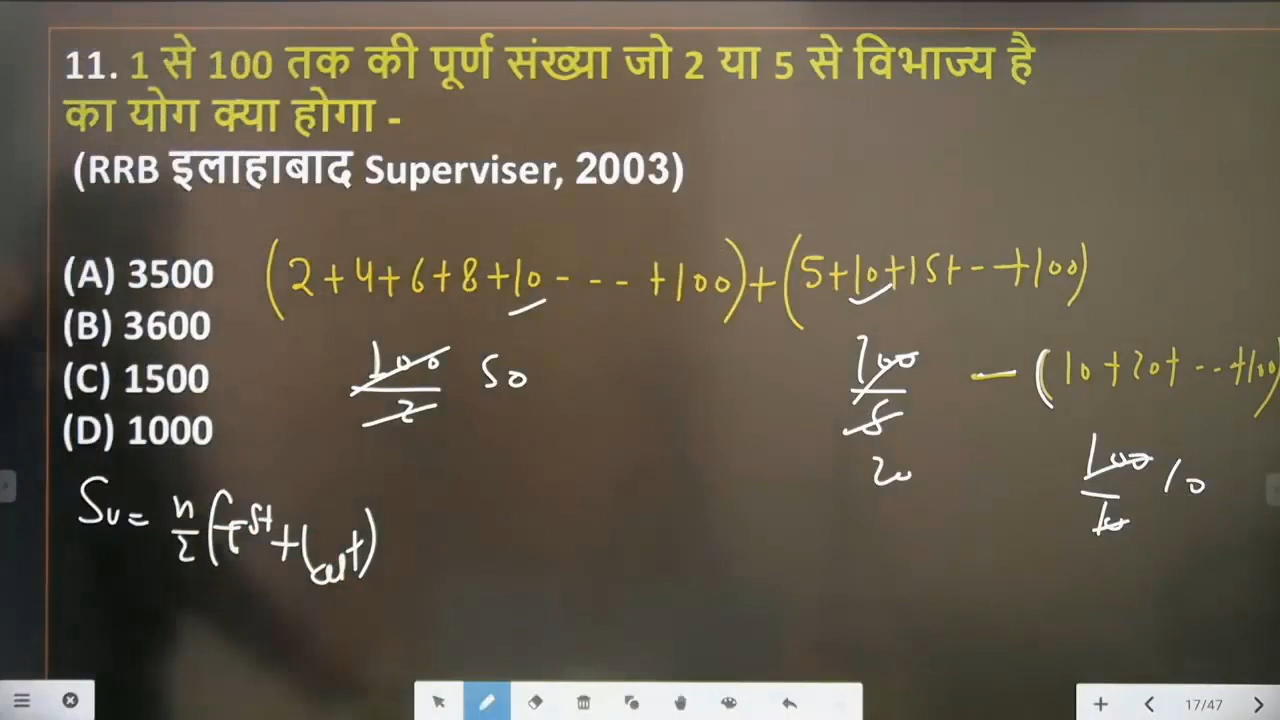 11. 1 से 100 तक की पूर्ण संख्या जो 2 या 5 से विभाज्य है
का योग क्या होगा -
(RRB इलाहाबाद Superviser, 2003)
(A) 3500
(2+4+6+8+10- - - - +100)+(5+10+15+--+100)
(B) 3600
(C) 1500
100/2 50
100/5 20
- (10+20+--+100)
(D) 1000
100/10 10
Sn= n/2 (1st+last)
17/47